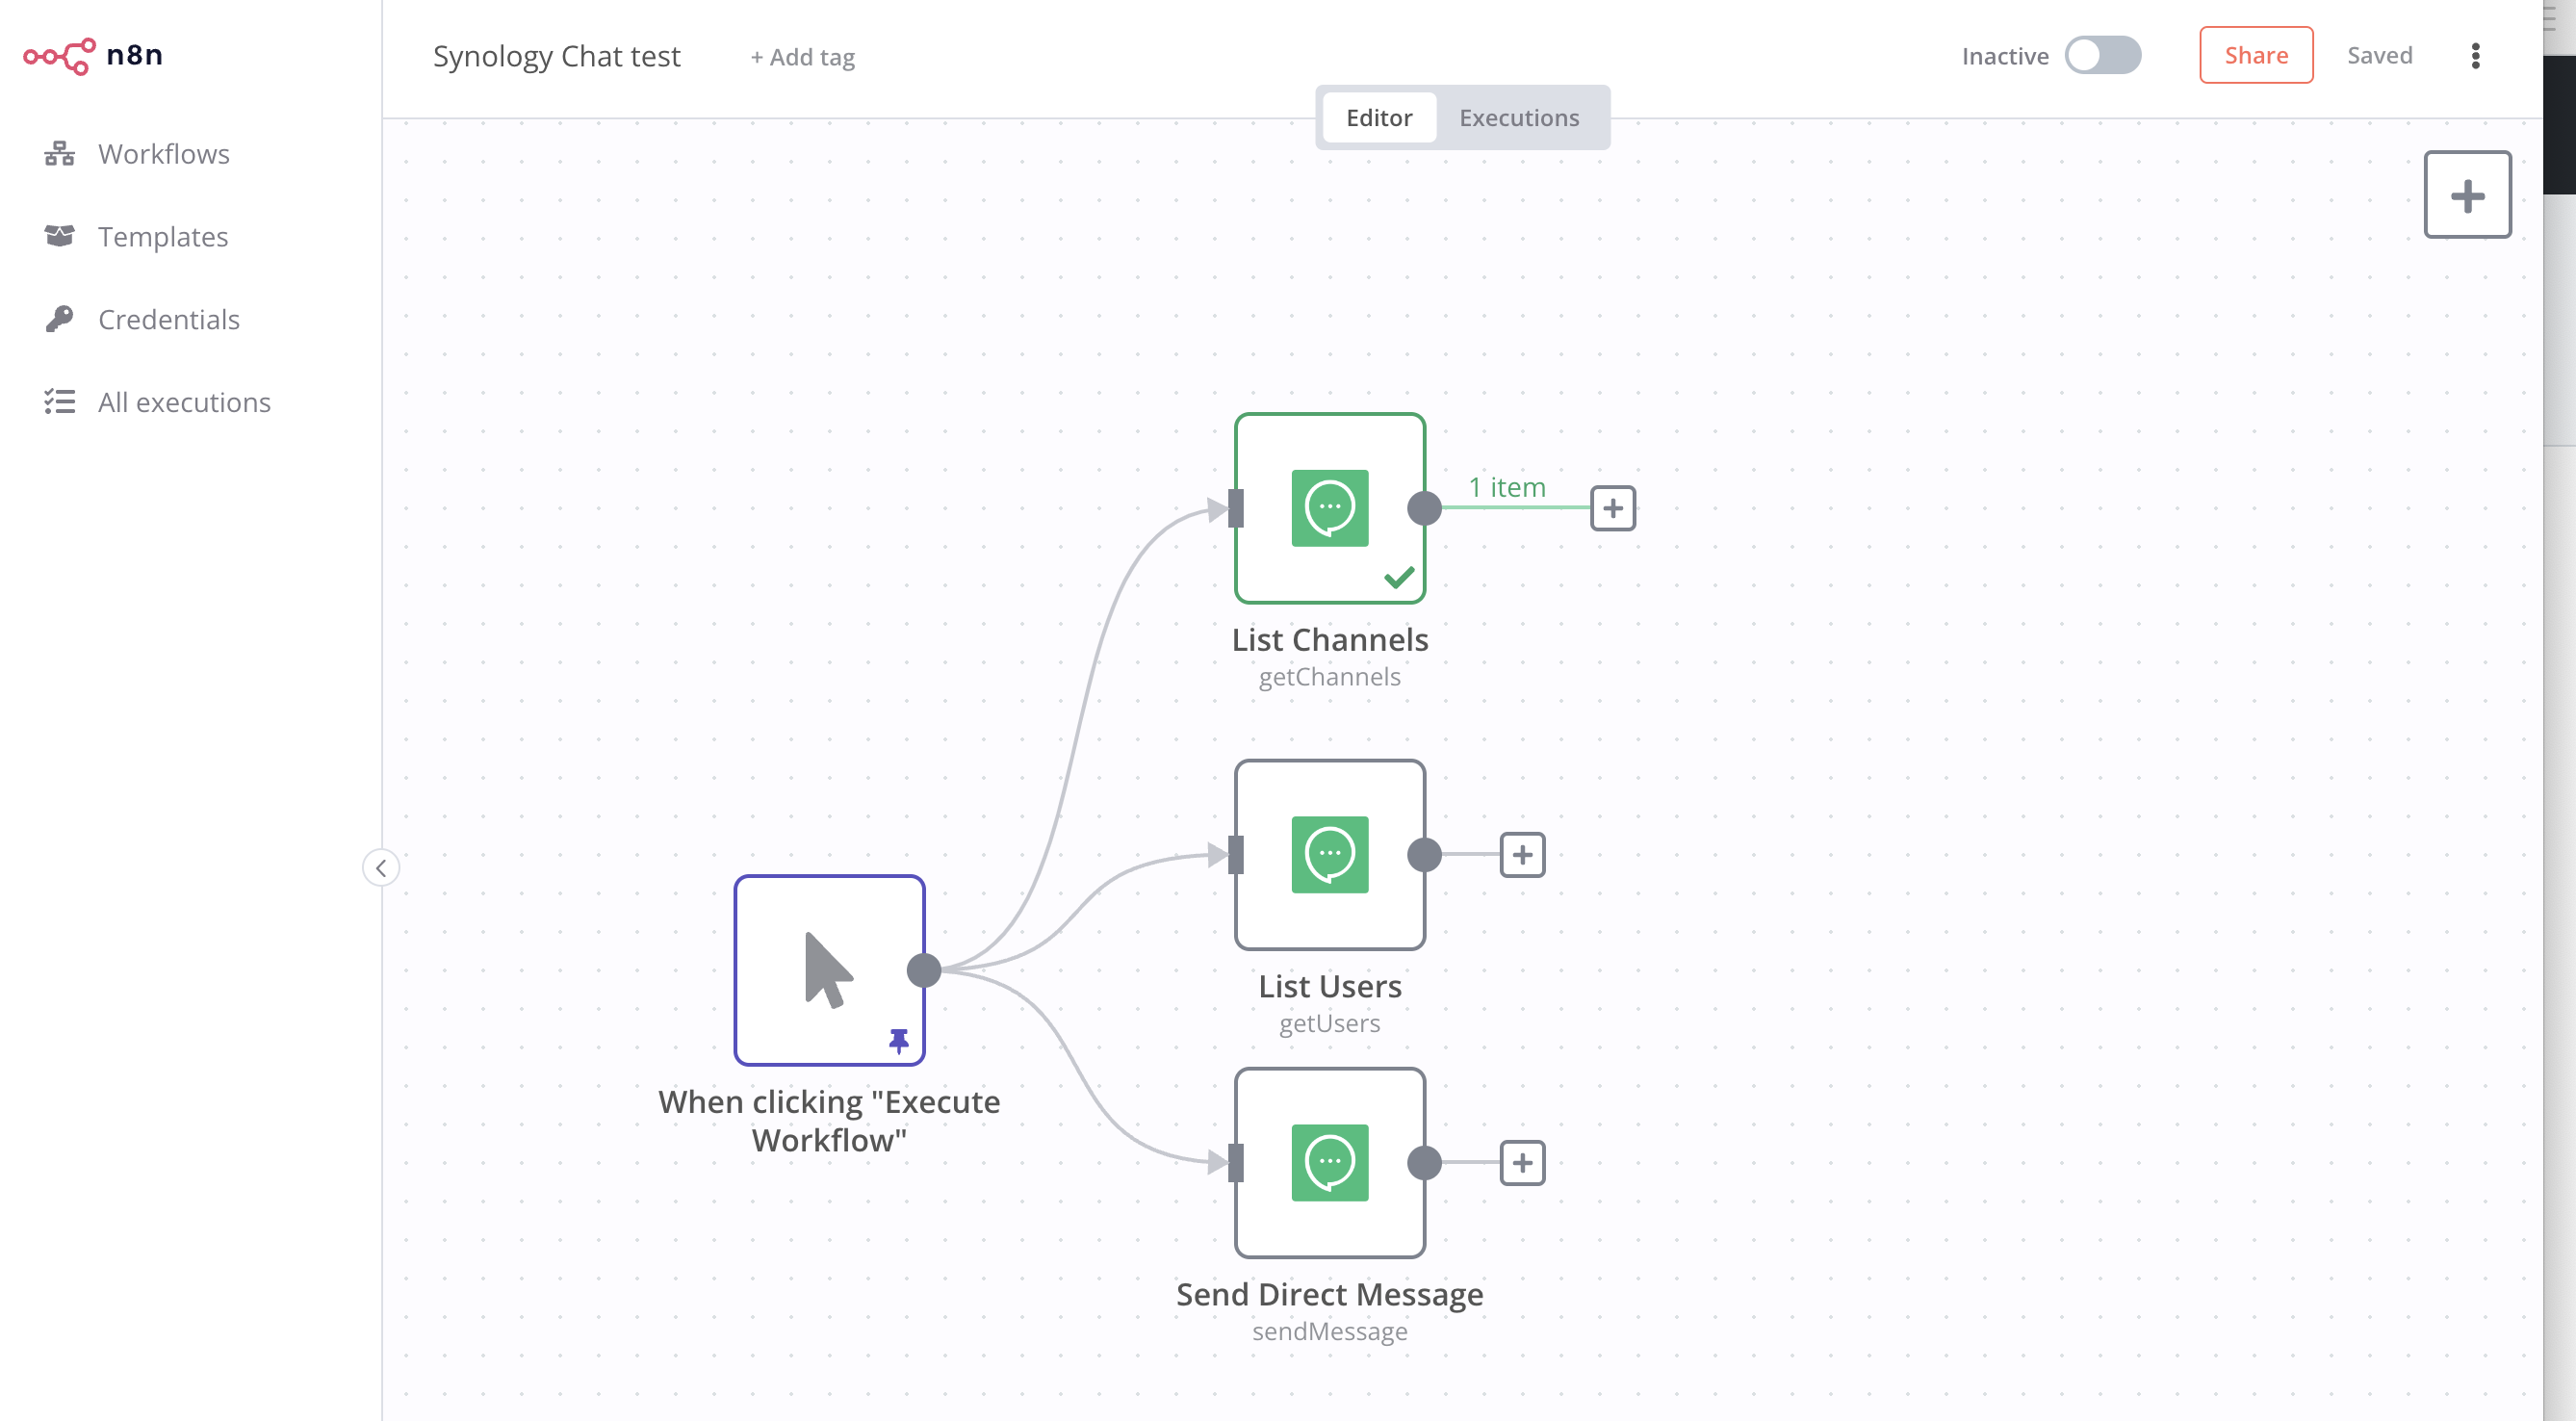 n8n
Synology Chat test
+ Add tag
Inactive
Share
Saved
Editor
Executions
Workflows
Templates
Credentials
All executions
1 item
List Channels
getChannels
List Users
getUsers
When clicking "Execute
Workflow"
Send Direct Message
sendMessage